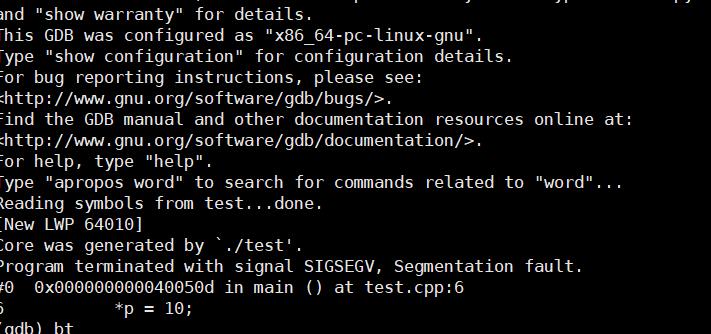 and "show warranty" for details.
This GDB was configured as "x86_64-pc-linux-gnu".
Type "show configuration" for configuration details.
For bug reporting instructions, please see:
<http://www.gnu.org/software/gdb/bugs/>.
Find the GDB manual and other documentation resources online at:
<http://www.gnu.org/software/gdb/documentation/>.
For help, type "help".
Type "apropos word" to search for commands related to "word"...
Reading symbols from test...done.
[New LWP 64010]
Core was generated by `./test'.
Program terminated with signal SIGSEGV, Segmentation fault.
#0  0x000000000040050d in main () at test.cpp:6
6           *p = 10;
(gdb) bt